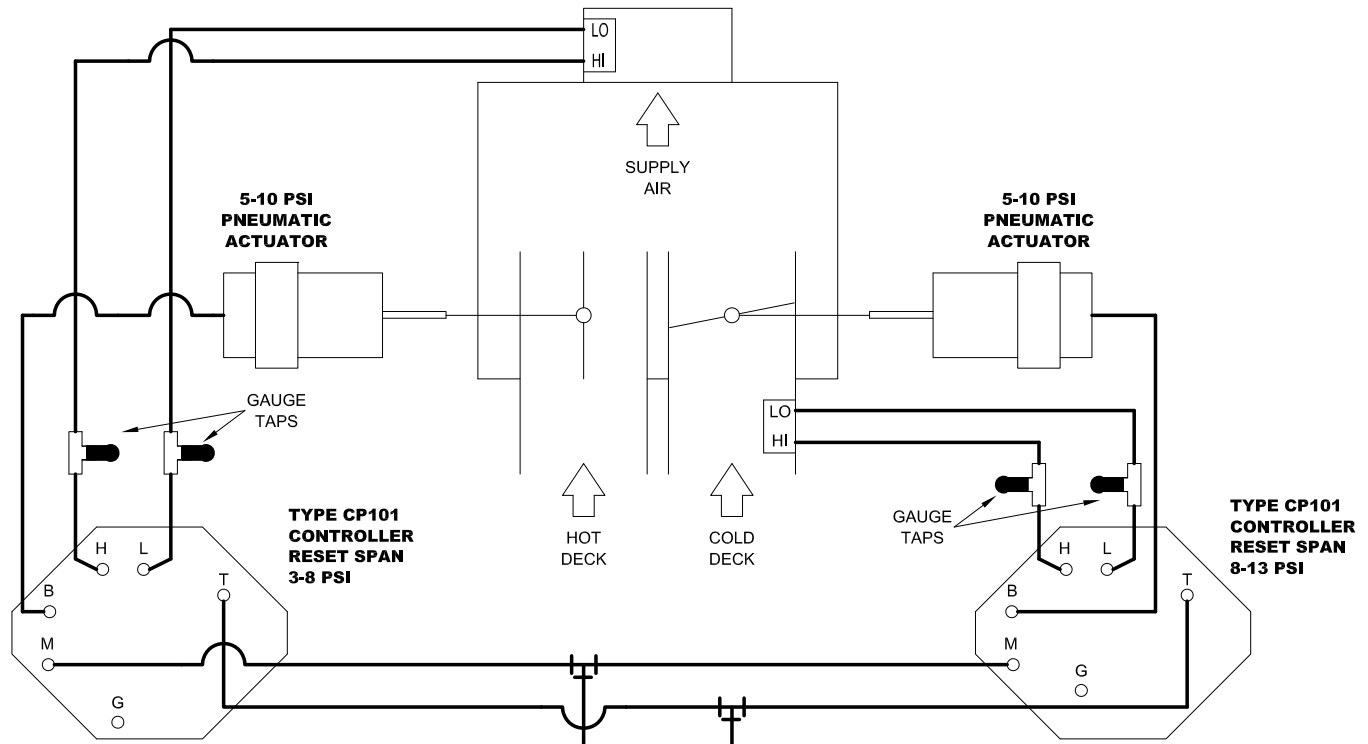 LO
HI
SUPPLY
AIR
5-10 PSI
PNEUMATIC
ACTUATOR
5-10 PSI
PNEUMATIC
ACTUATOR
GAUGE
TAPS
LO
HI
TYPE CP101
CONTROLLER
RESET SPAN
3-8 PSI
HOT
DECK
COLD
DECK
GAUGE
TAPS
TYPE CP101
CONTROLLER
RESET SPAN
8-13 PSI
H
L
T
B
M
G
H
L
T
B
M
G